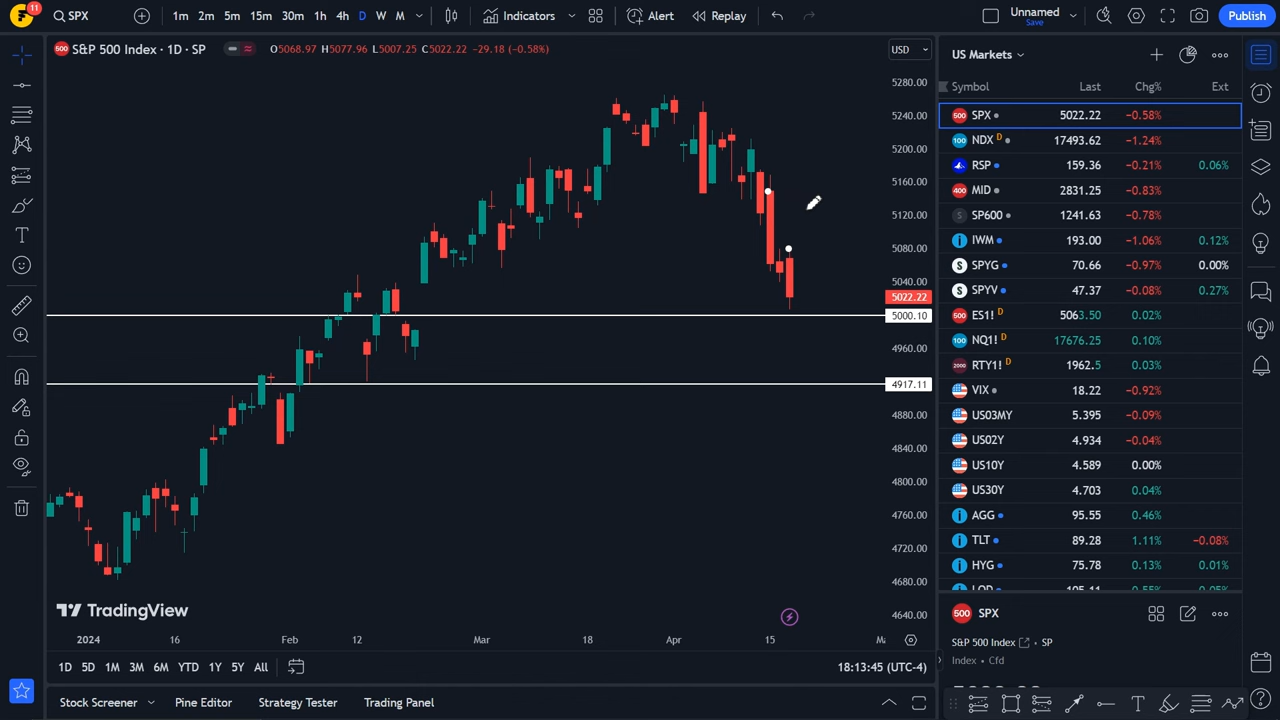 11
SPX
1m 2m 5m 15m 30m 1h 4h D W M
Indicators
Alert
Replay
Unnamed
Save
Publish
500 S&P 500 Index · 1D · SP
O5068.97 H5077.96 L5007.25 C5022.22 −29.18 (−0.58%)
USD
5280.00
5240.00
5200.00
5160.00
5120.00
5080.00
5040.00
5022.22
5000.10
4960.00
4917.11
4880.00
4840.00
4800.00
4760.00
4720.00
4680.00
4640.00
TradingView
2024 16 Feb 12 Mar 18 Apr 15
1D 5D 1M 3M 6M YTD 1Y 5Y All
18:13:45 (UTC-4)
Stock Screener
Pine Editor
Strategy Tester
Trading Panel
US Markets
Symbol Last Chg% Ext
500 SPX 5022.22 −0.58%
100 NDX D 17493.62 −1.24%
RSP 159.36 −0.21% 0.06%
400 MID 2831.25 −0.83%
S SP600 1241.63 −0.78%
IWM 193.00 −1.06% 0.12%
S SPYG 70.66 −0.97% 0.00%
S SPYV 47.37 −0.08% 0.27%
500 ES1! D 5063.50 0.02%
100 NQ1! D 17676.25 0.10%
2000 RTY1! D 1962.5 0.03%
VIX 18.22 −0.92%
US03MY 5.395 −0.09%
US02Y 4.934 −0.04%
US10Y 4.589 0.00%
US30Y 4.703 0.04%
AGG 95.55 0.46%
TLT 89.28 1.11% −0.08%
HYG 75.78 0.13% 0.01%
500 SPX
S&P 500 Index · SP
Index · Cfd